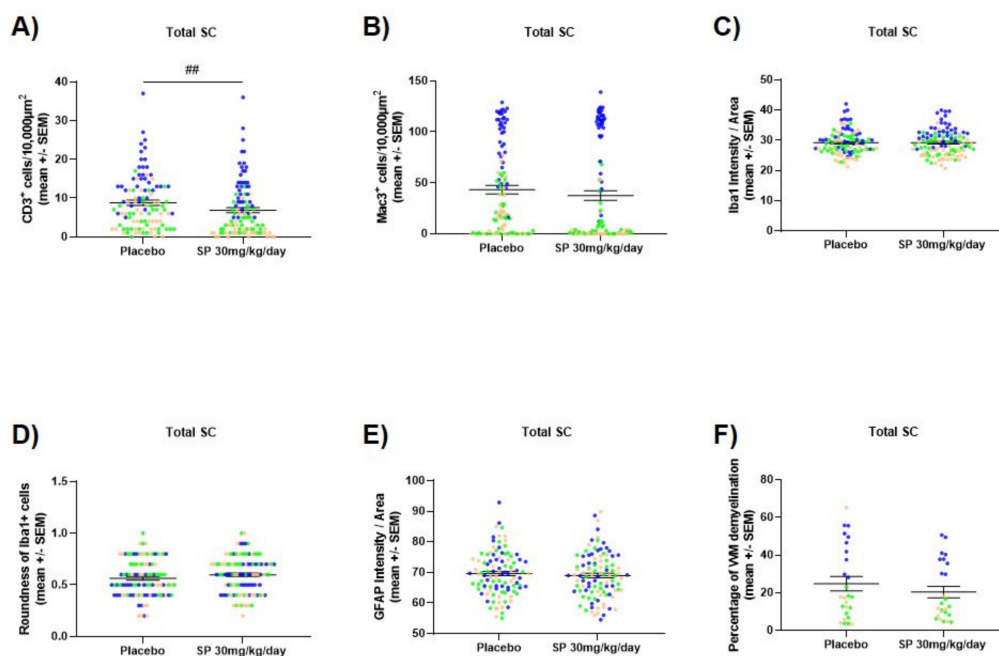 A)
Total SC
CD3+ cells/10,000µm²
(mean +/- SEM)
40
30
20
10
0
##
Placebo
SP 30mg/kg/day
B)
Total SC
Mac3+ cells/10,000µm²
(mean +/- SEM)
150
100
50
0
Placebo
SP 30mg/kg/day
C)
Total SC
Iba1 Intensity / Area
(mean +/- SEM)
50
40
30
20
10
0
Placebo
SP 30mg/kg/day
D)
Total SC
Roundness of Iba1+ cells
(mean +/- SEM)
1.5
1.0
0.5
0.0
Placebo
SP 30mg/kg/day
E)
Total SC
GFAP Intensity / Area
(mean +/- SEM)
100
90
80
70
60
50
Placebo
SP 30mg/kg/day
F)
Total SC
Percentage of WM demyelination
(mean +/- SEM)
80
60
40
20
0
Placebo
SP 30mg/kg/day